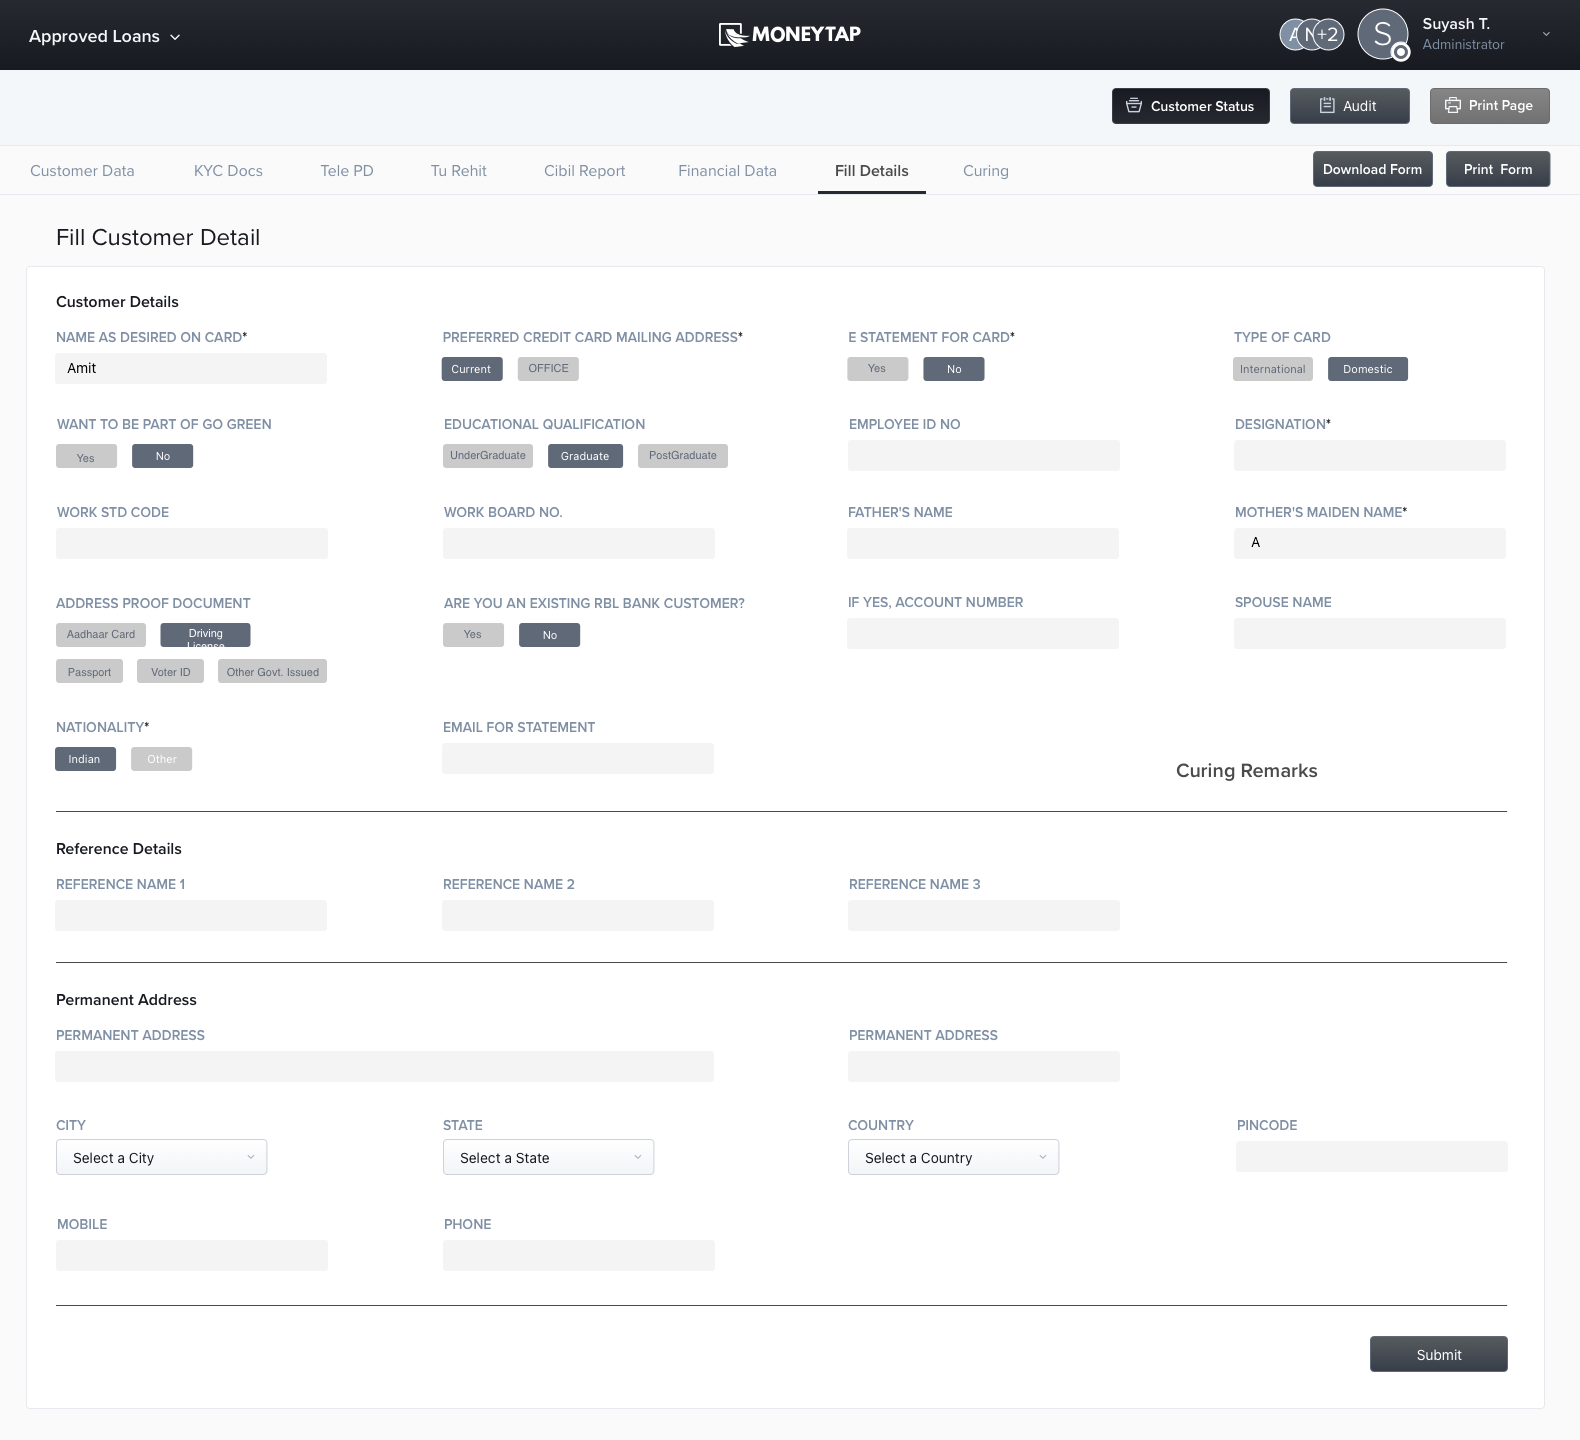 Approved Loans
MONEYTAP
A N +2
S
Suyash T.
Administrator
Customer Status
Audit
Print Page
Customer Data
KYC Docs
Tele PD
Tu Rehit
Cibil Report
Financial Data
Fill Details
Curing
Download Form
Print Form
Fill Customer Detail
Customer Details
NAME AS DESIRED ON CARD*
PREFERRED CREDIT CARD MAILING ADDRESS*
E STATEMENT FOR CARD*
TYPE OF CARD
Amit
Current
OFFICE
Yes
No
International
Domestic
WANT TO BE PART OF GO GREEN
EDUCATIONAL QUALIFICATION
EMPLOYEE ID NO
DESIGNATION*
Yes
No
UnderGraduate
Graduate
PostGraduate
WORK STD CODE
WORK BOARD NO.
FATHER'S NAME
MOTHER'S MAIDEN NAME*
A
ADDRESS PROOF DOCUMENT
ARE YOU AN EXISTING RBL BANK CUSTOMER?
IF YES, ACCOUNT NUMBER
SPOUSE NAME
Aadhaar Card
Driving
License
Yes
No
Passport
Voter ID
Other Govt. Issued
NATIONALITY*
EMAIL FOR STATEMENT
Indian
Other
Curing Remarks
Reference Details
REFERENCE NAME 1
REFERENCE NAME 2
REFERENCE NAME 3
Permanent Address
PERMANENT ADDRESS
PERMANENT ADDRESS
CITY
STATE
COUNTRY
PINCODE
Select a City
Select a State
Select a Country
MOBILE
PHONE
Submit